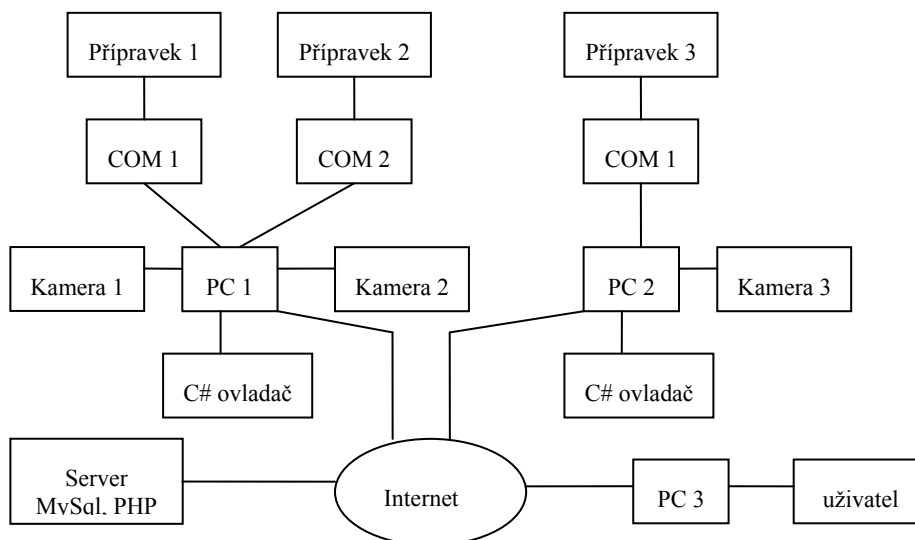 Přípravek 1
Přípravek 2
Přípravek 3
COM 1
COM 2
COM 1
Kamera 1
PC 1
Kamera 2
PC 2
Kamera 3
C# ovladač
C# ovladač
Server
MySql, PHP
Internet
PC 3
uživatel